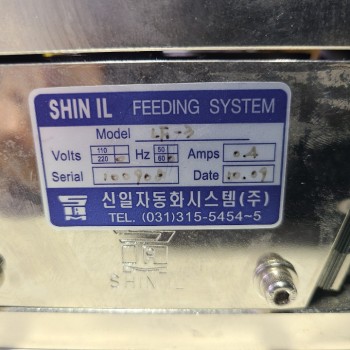 SHIN IL FEEDING SYSTEM
Model
Volts 110 220 Hz 50 60 Amps 0.4
Serial Date 10.09
신일자동화시스템(주)
TEL. (031)315-5454~5
SHIN IL